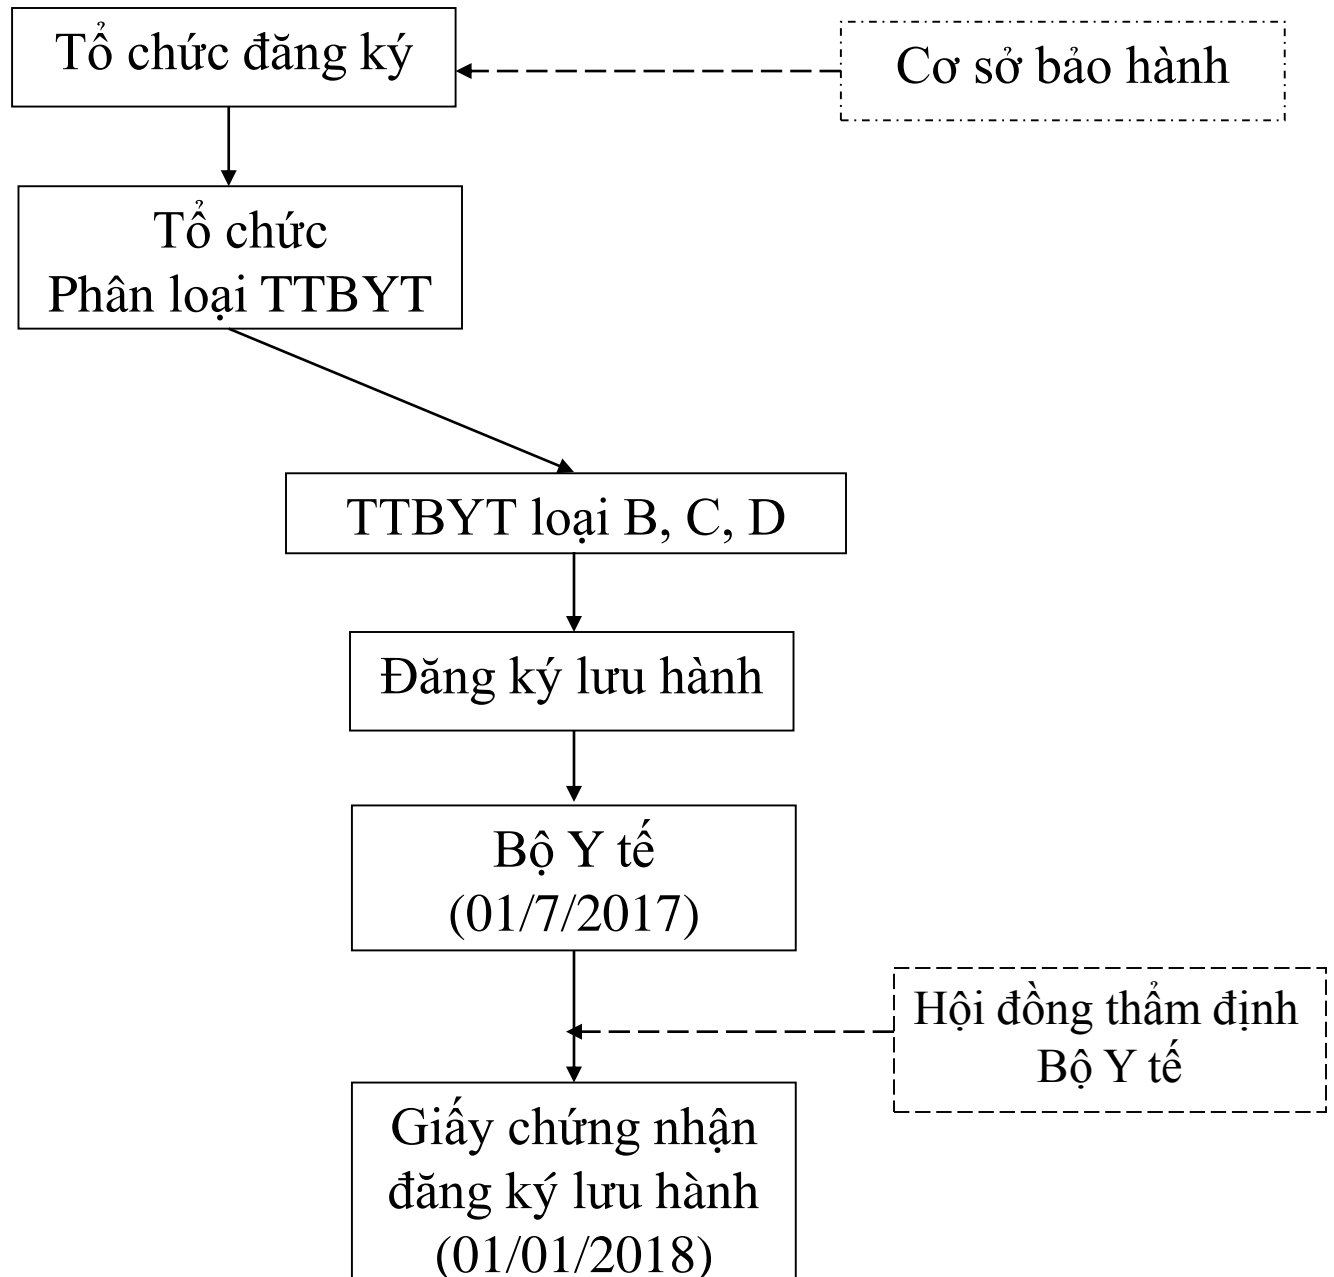 Tổ chức đăng ký
Cơ sở bảo hành
Tổ chức
Phân loại TTBYT
TTBYT loại B, C, D
Đăng ký lưu hành
Bộ Y tế
(01/7/2017)
Hội đồng thẩm định
Bộ Y tế
Giấy chứng nhận
đăng ký lưu hành
(01/01/2018)